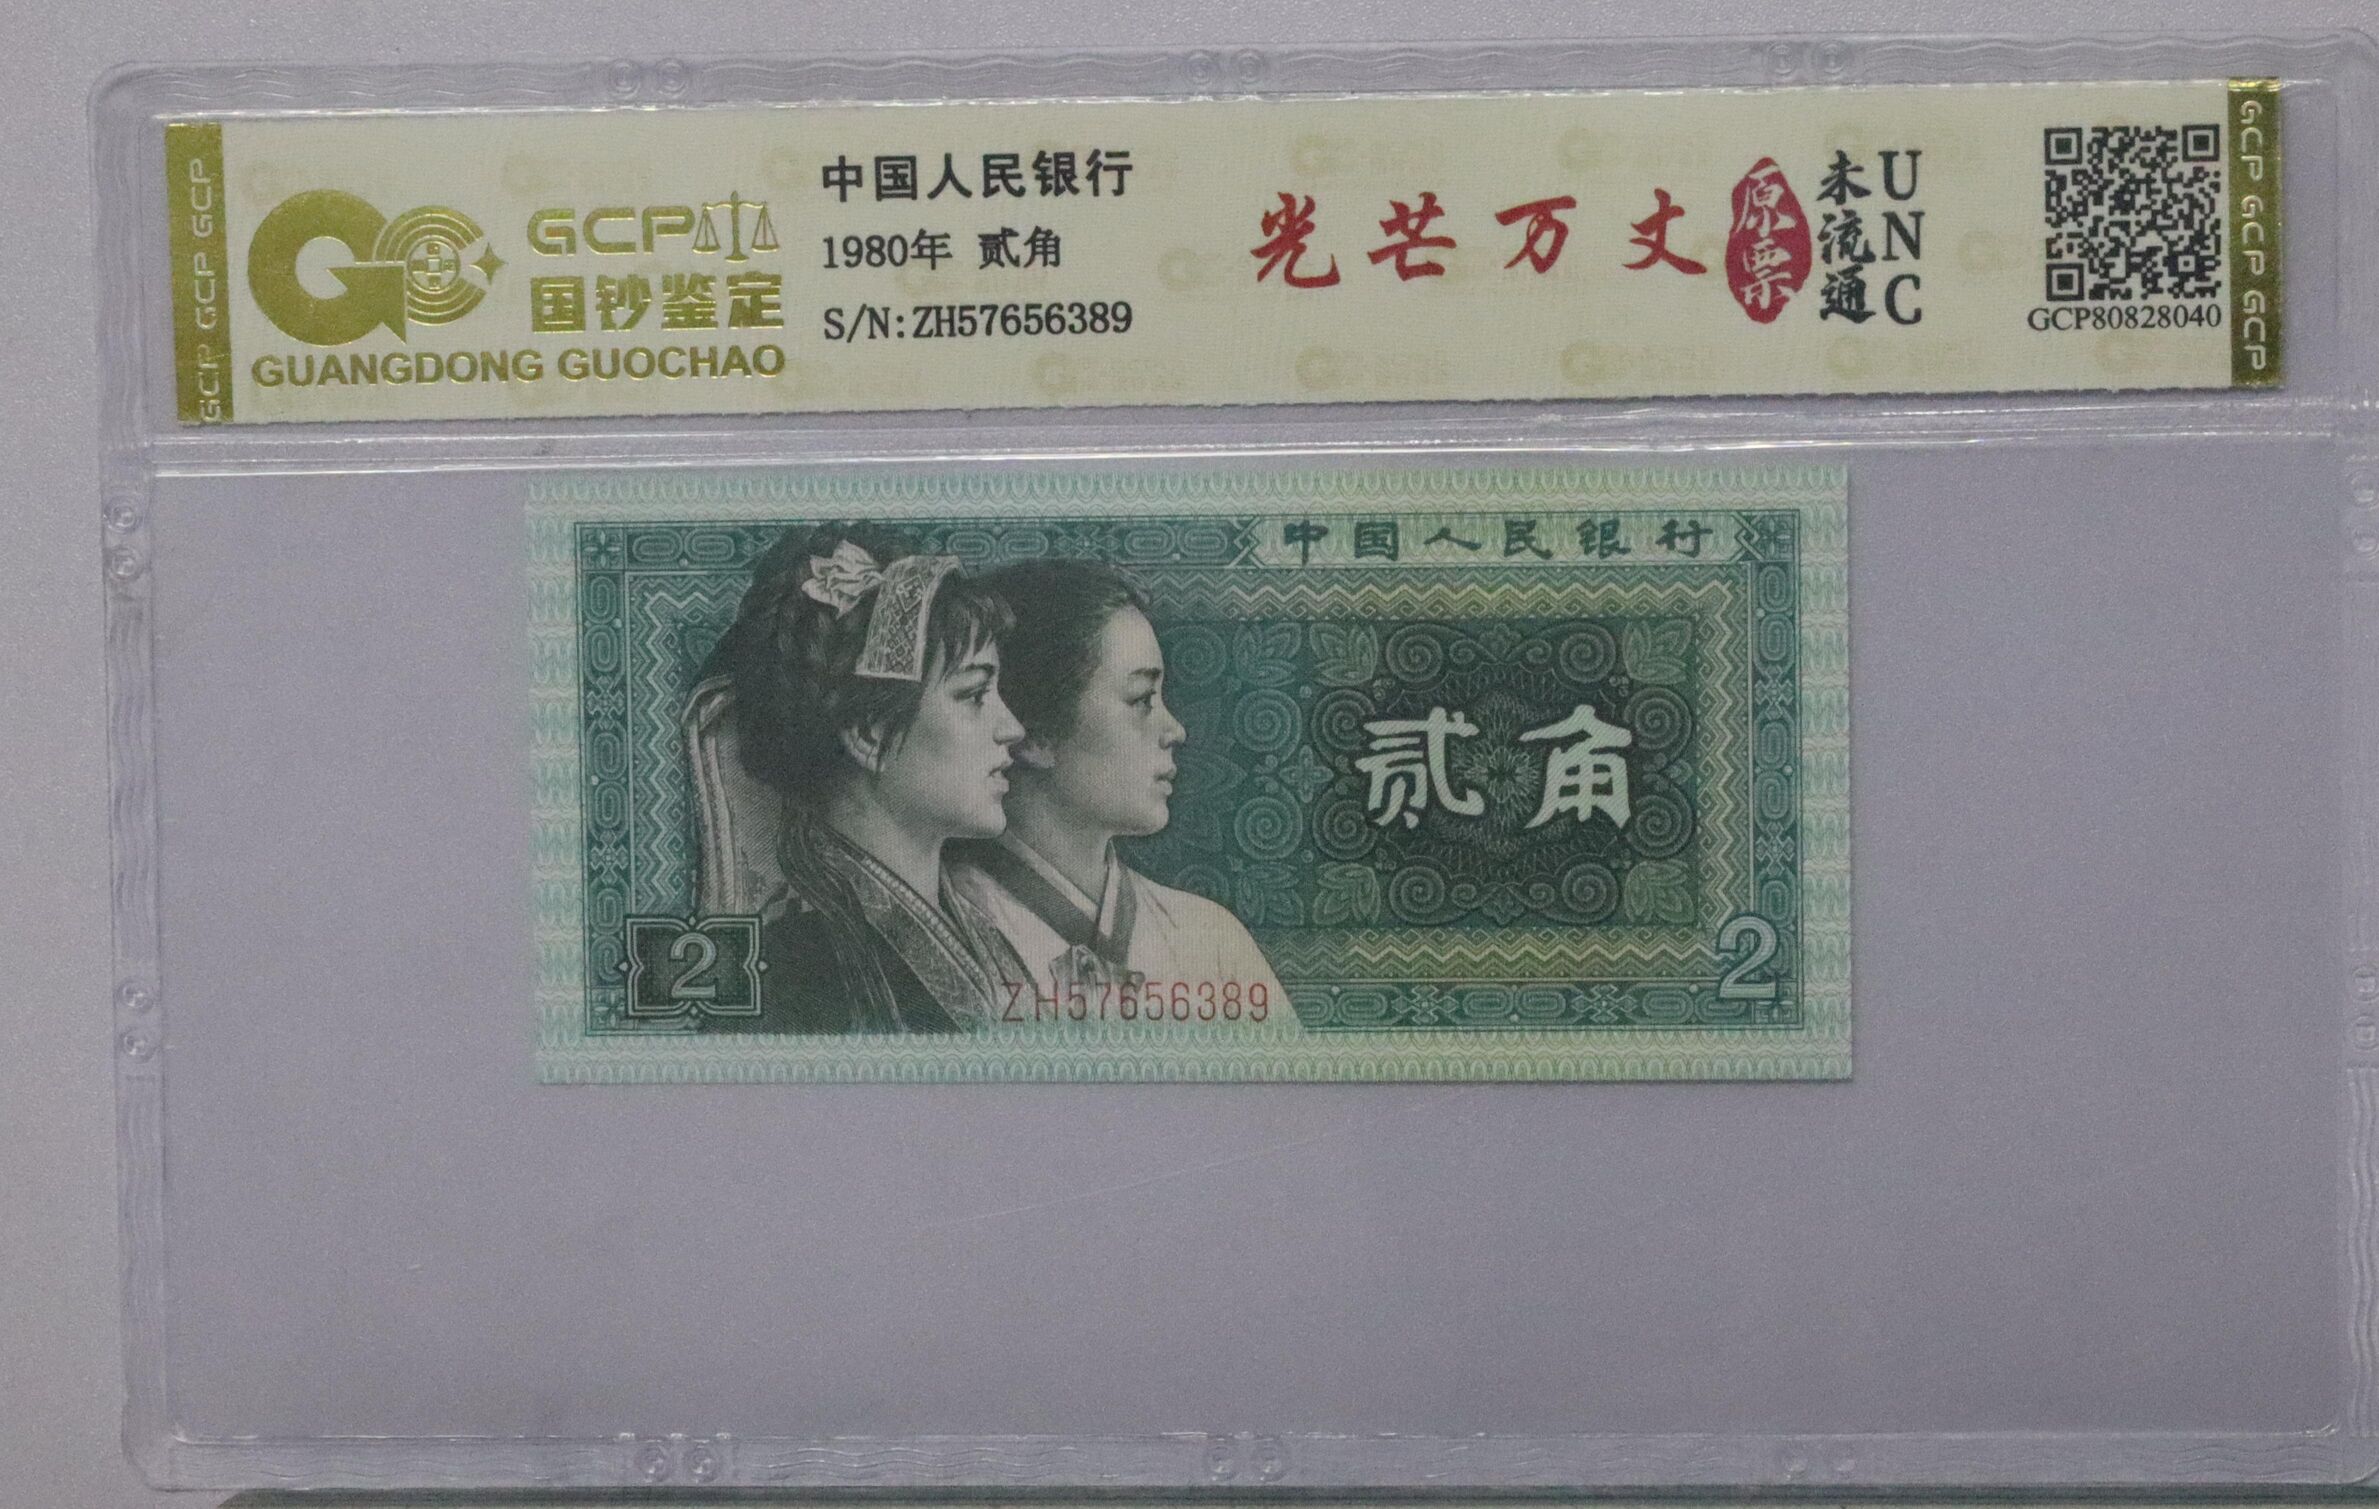 GCP GCP GCP
GCP
国钞鉴定
GUANGDONG GUOCHAO
中国人民银行
1980年 贰角
S/N:ZH57656389
光芒万丈
原票
未流通
UNC
GCP80828040
GCP GCP GCP
中国人民银行
贰角
2
2
ZH57656389